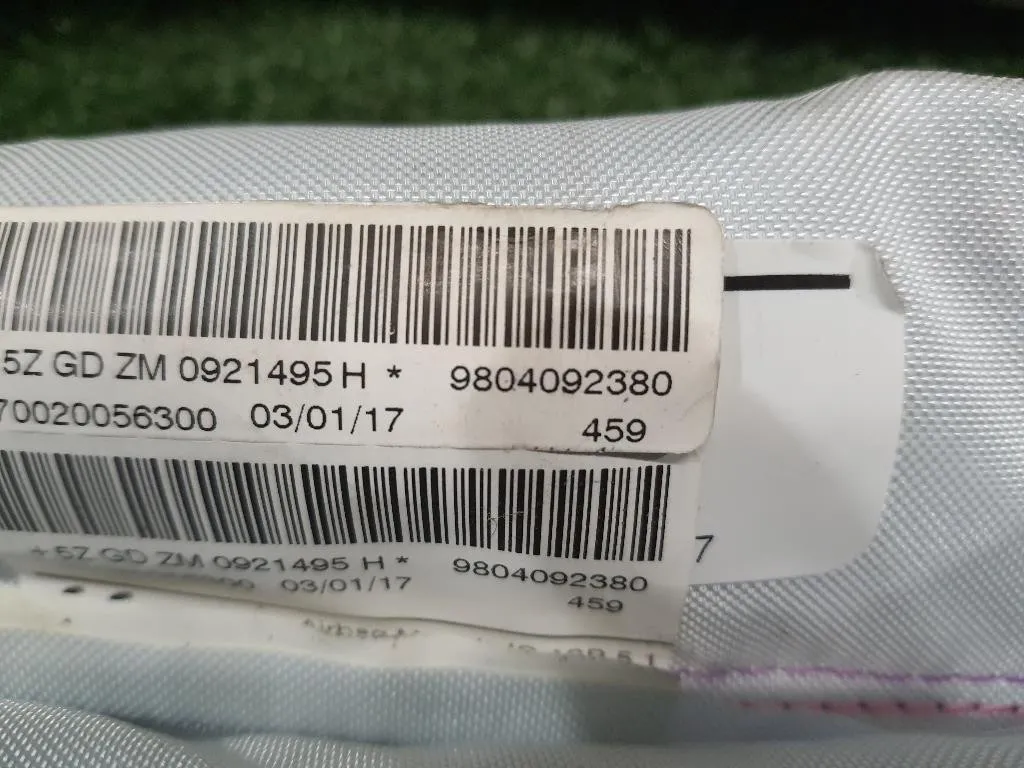 5Z GD ZM 0921495 H * 9804092380
70020056300 03/01/17 459
7
+ 5Z GD ZM 0921495 H * 9804092380
03/01/17
459